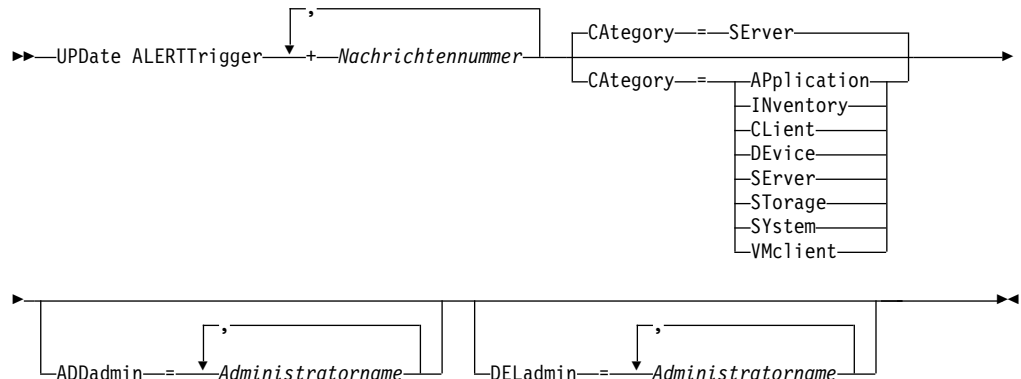 ,
CAtegory = SErver
UPDate ALERTTrigger + Nachrichtennummer
CAtegory = APplication
INventory
CLient
DEvice
SErver
STorage
SYstem
VMclient
, ,
ADDadmin = Administratorname DELadmin = Administratorname